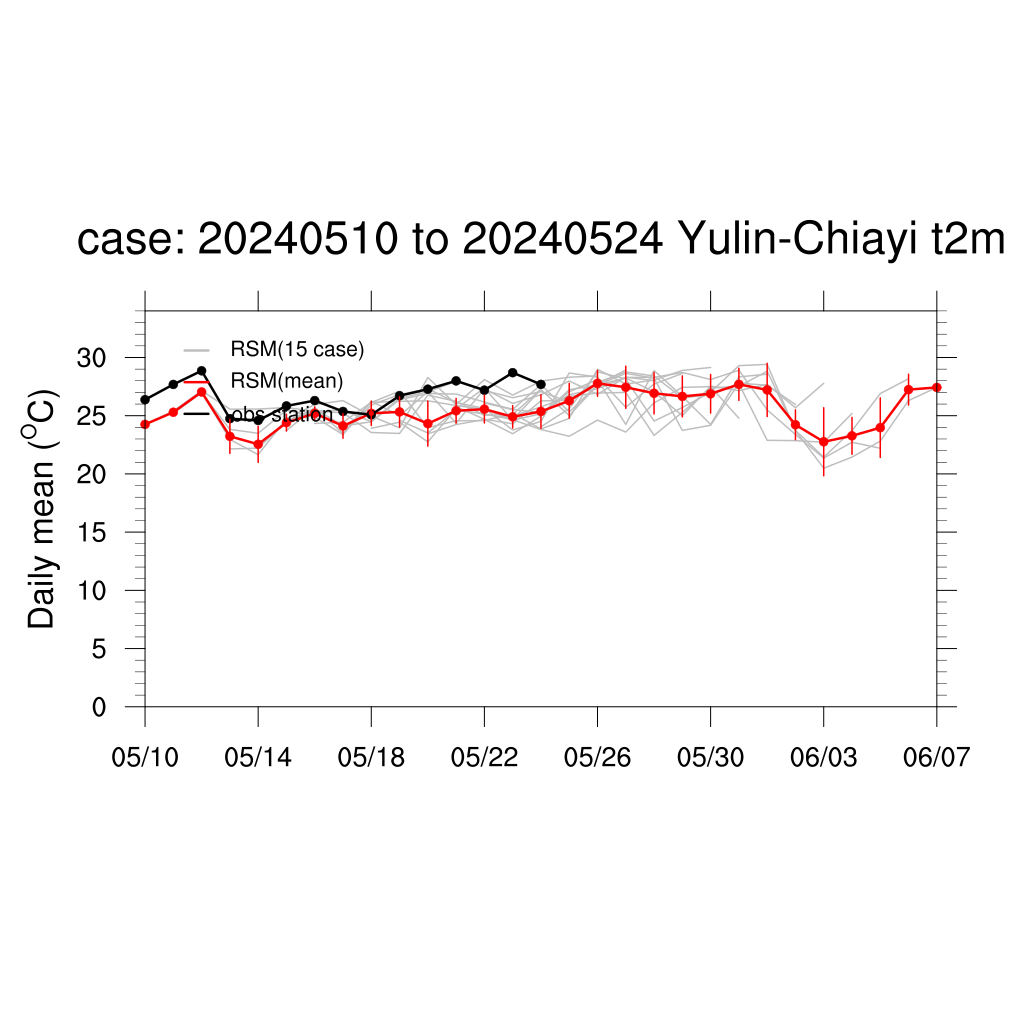 case: 20240510 to 20240524 Yulin-Chiayi t2m
RSM(15 case)
RSM(mean)
obs station
Daily mean (°C)
30
25
20
15
10
5
0
05/10 05/14 05/18 05/22 05/26 05/30 06/03 06/07